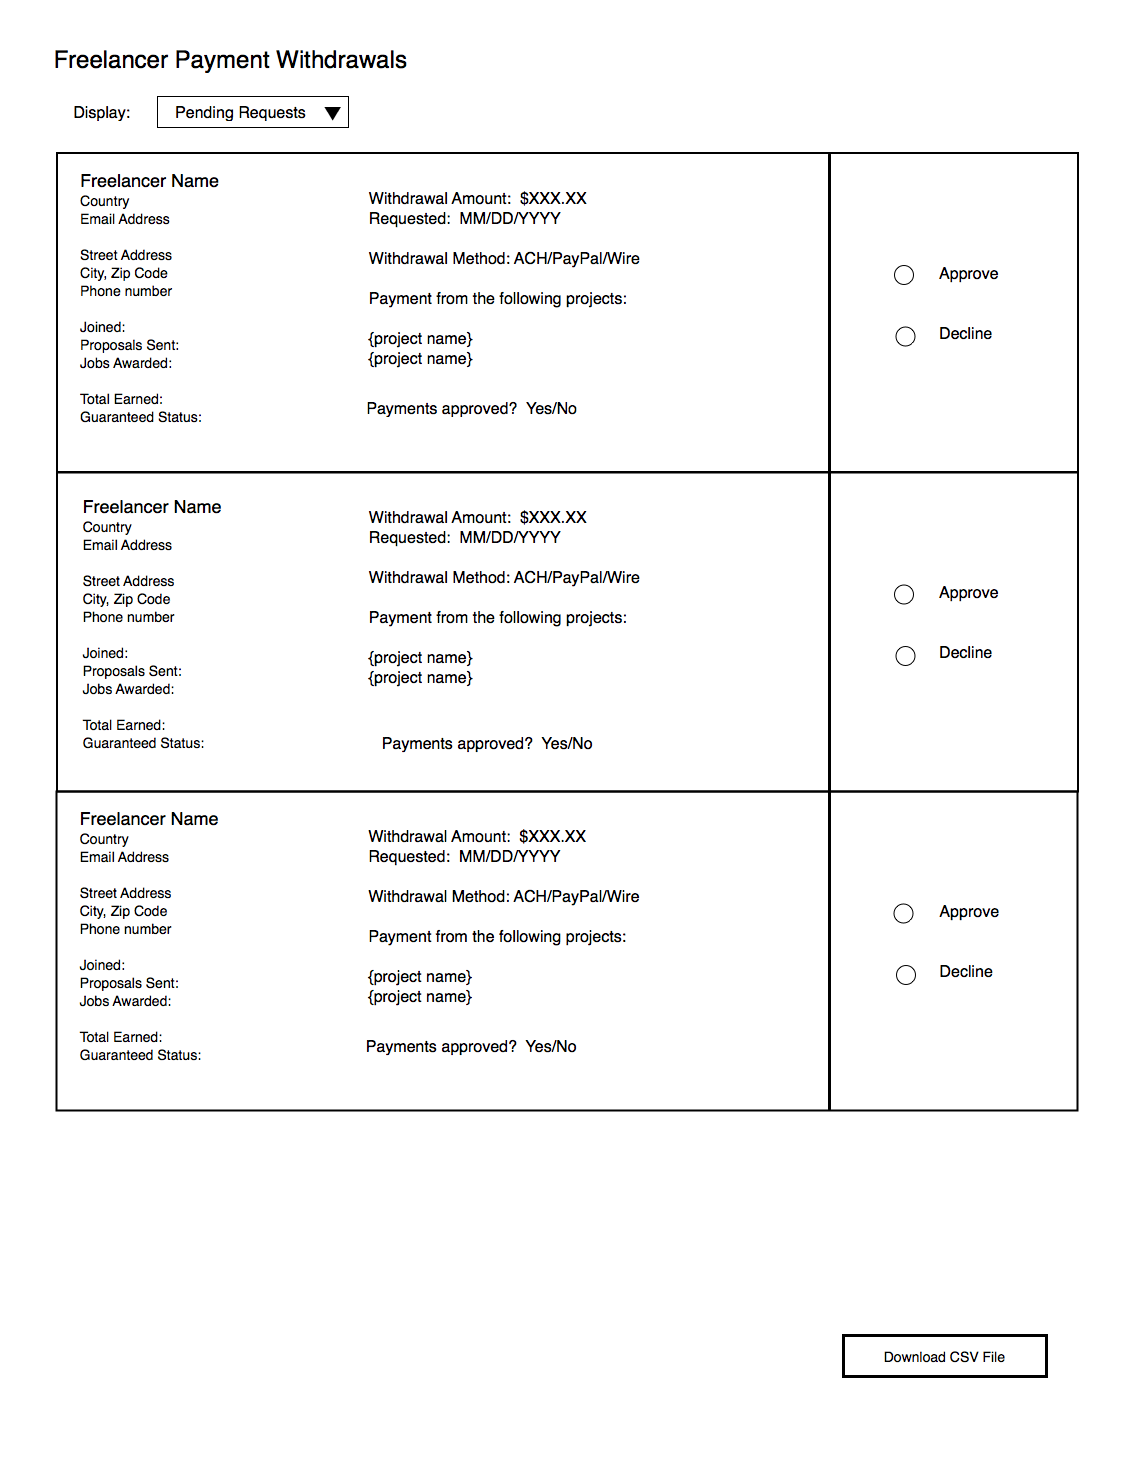 Freelancer Payment Withdrawals
Display: Pending Requests
Freelancer Name
Country
Email Address
Street Address
City, Zip Code
Phone number
Joined:
Proposals Sent:
Jobs Awarded:
Total Earned:
Guaranteed Status:
Withdrawal Amount: $XXX.XX
Requested: MM/DD/YYYY
Withdrawal Method: ACH/PayPal/Wire
Payment from the following projects:
{project name}
{project name}
Payments approved? Yes/No
Approve
Decline
Freelancer Name
Country
Email Address
Street Address
City, Zip Code
Phone number
Joined:
Proposals Sent:
Jobs Awarded:
Total Earned:
Guaranteed Status:
Withdrawal Amount: $XXX.XX
Requested: MM/DD/YYYY
Withdrawal Method: ACH/PayPal/Wire
Payment from the following projects:
{project name}
{project name}
Payments approved? Yes/No
Approve
Decline
Freelancer Name
Country
Email Address
Street Address
City, Zip Code
Phone number
Joined:
Proposals Sent:
Jobs Awarded:
Total Earned:
Guaranteed Status:
Withdrawal Amount: $XXX.XX
Requested: MM/DD/YYYY
Withdrawal Method: ACH/PayPal/Wire
Payment from the following projects:
{project name}
{project name}
Payments approved? Yes/No
Approve
Decline
Download CSV File